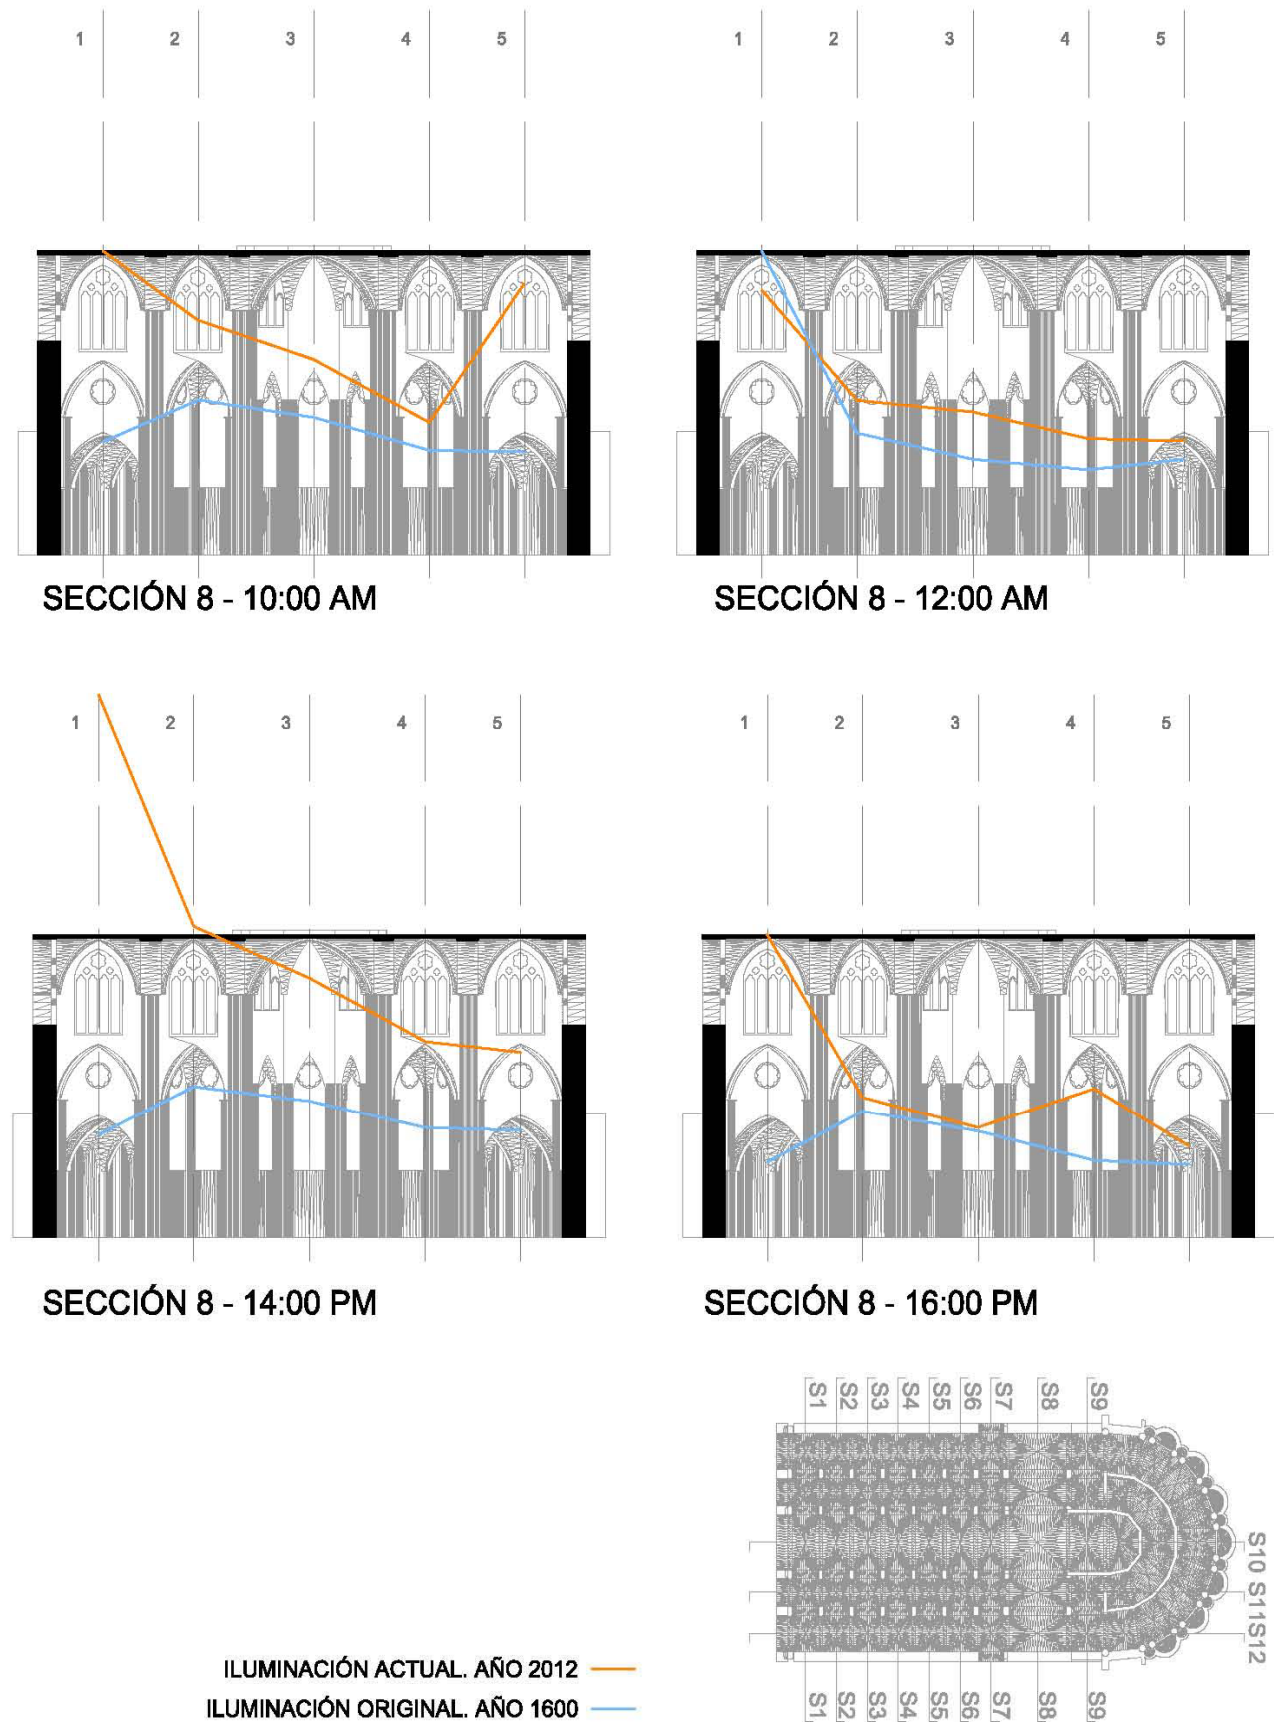 1 2 3 4 5
1 2 3 4 5
SECCIÓN 8 - 10:00 AM
SECCIÓN 8 - 12:00 AM
1 2 3 4 5
1 2 3 4 5
SECCIÓN 8 - 14:00 PM
SECCIÓN 8 - 16:00 PM
S1 S2 S3 S4 S5 S6 S7 S8 S9
S10 S11 S12
S1 S2 S3 S4 S5 S6 S7 S8 S9
ILUMINACIÓN ACTUAL. AÑO 2012
ILUMINACIÓN ORIGINAL. AÑO 1600